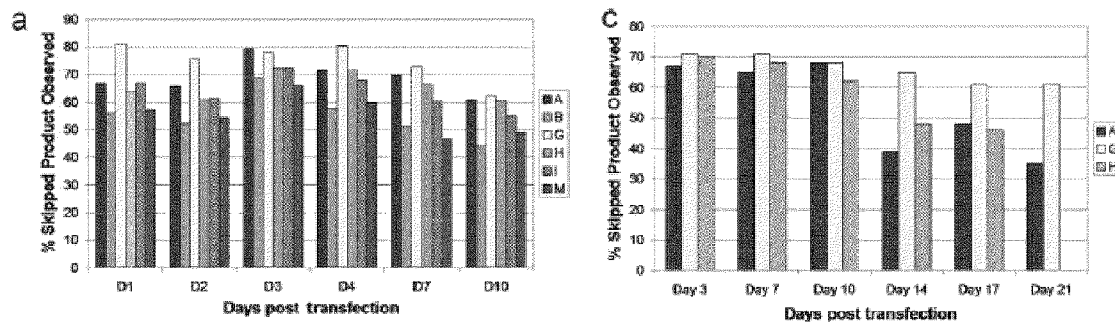 B
% Skipped Product Observed
90
80
70
60
50
40
30
20
10
0
D1 D2 D3 D4 D7 D10
Days post transfection
A
B
G
H
I
M
C
% Skipped Product Observed
80
70
60
50
40
30
20
10
0
Day 3 Day 7 Day 10 Day 14 Day 17 Day 21
Days post transfection
A
G
H